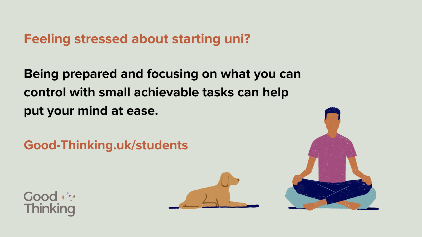 Feeling stressed about starting uni?
Being prepared and focusing on what you can
control with small achievable tasks can help
put your mind at ease.
Good-Thinking.uk/students
Good
Thinking